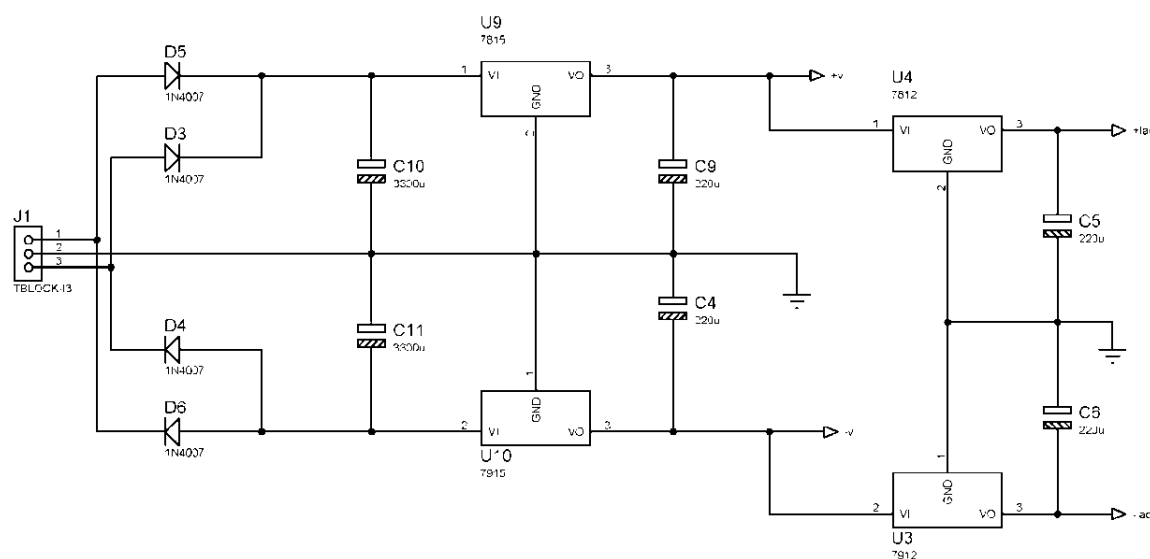 U9
7815
D5
1N4007
1
VI
VO
3
GND
+v
U4
7812
D3
1N4007
1
VI
VO
3
GND
2
C10
3300u
C9
220u
J1
1
2
3
TBLOCK-I3
C5
220u
D4
1N4007
C11
3300u
C4
220u
D6
1N4007
1
GND
2
VI
VO
3
-v
U10
7915
C6
220u
1
GND
2
VI
VO
3
U3
7912